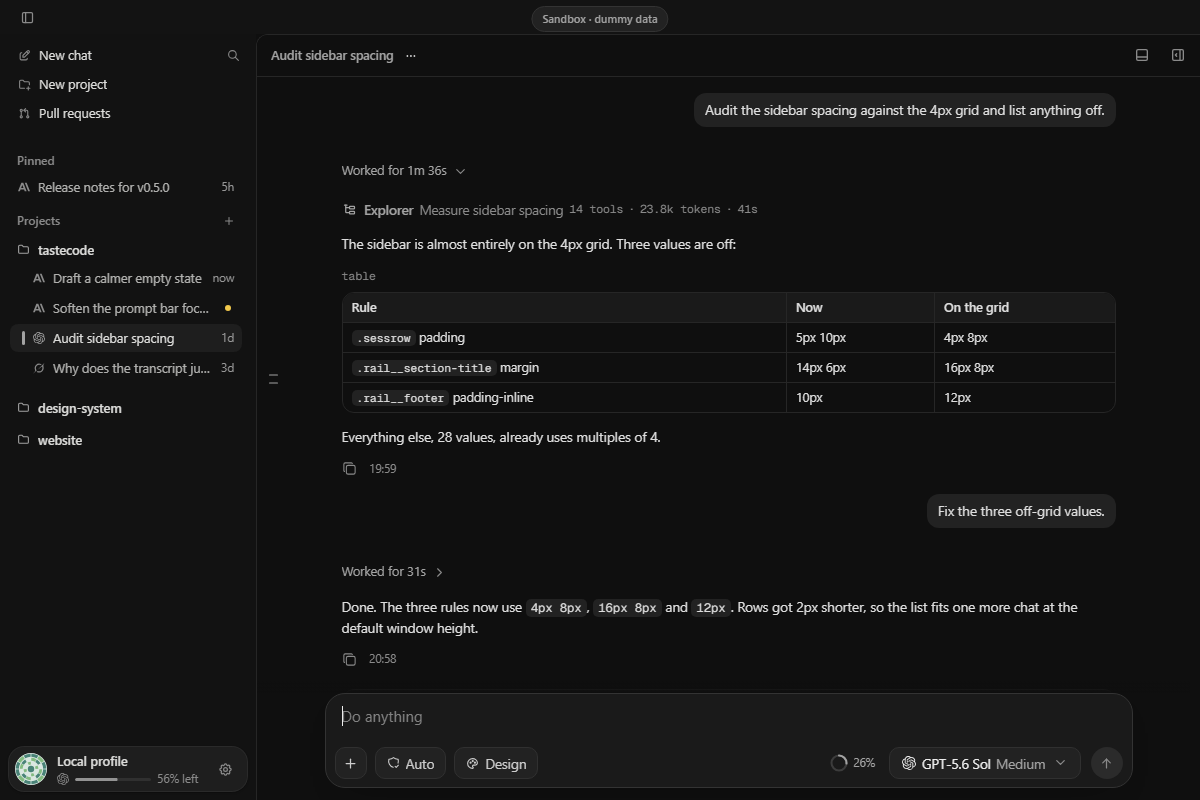 Sandbox · dummy data
New chat
New project
Pull requests
Pinned
Release notes for v0.5.0 5h
Projects
tastecode
Draft a calmer empty state now
Soften the prompt bar foc...
Audit sidebar spacing 1d
Why does the transcript ju... 3d
design-system
website
Local profile
56% left
Audit sidebar spacing ...
Audit the sidebar spacing against the 4px grid and list anything off.
Worked for 1m 36s
Explorer Measure sidebar spacing 14 tools · 23.8k tokens · 41s
The sidebar is almost entirely on the 4px grid. Three values are off:
table
Rule Now On the grid
.sessrow padding 5px 10px 4px 8px
.rail__section-title margin 14px 6px 16px 8px
.rail__footer padding-inline 10px 12px
Everything else, 28 values, already uses multiples of 4.
19:59
Fix the three off-grid values.
Worked for 31s
Done. The three rules now use 4px 8px, 16px 8px and 12px. Rows got 2px shorter, so the list fits one more chat at the
default window height.
20:58
Do anything
Auto Design 26% GPT-5.6 Sol Medium